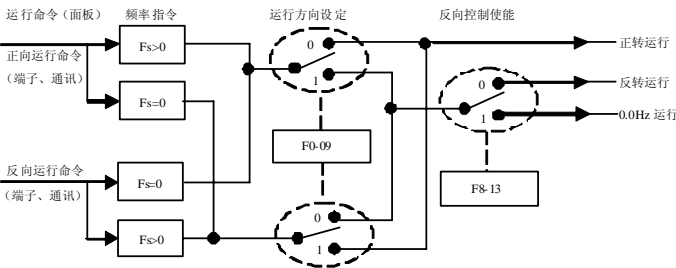 运行命令（面板） 频率指令 运行方向设定 反向控制使能
正向运行命令
（端子、通讯）
Fs>0
Fs=0
0
1
正转运行
0
1
反转运行
0.0Hz 运行
F0-09
F8-13
反向运行命令
（端子、通讯）
Fs=0
Fs>0
0
1